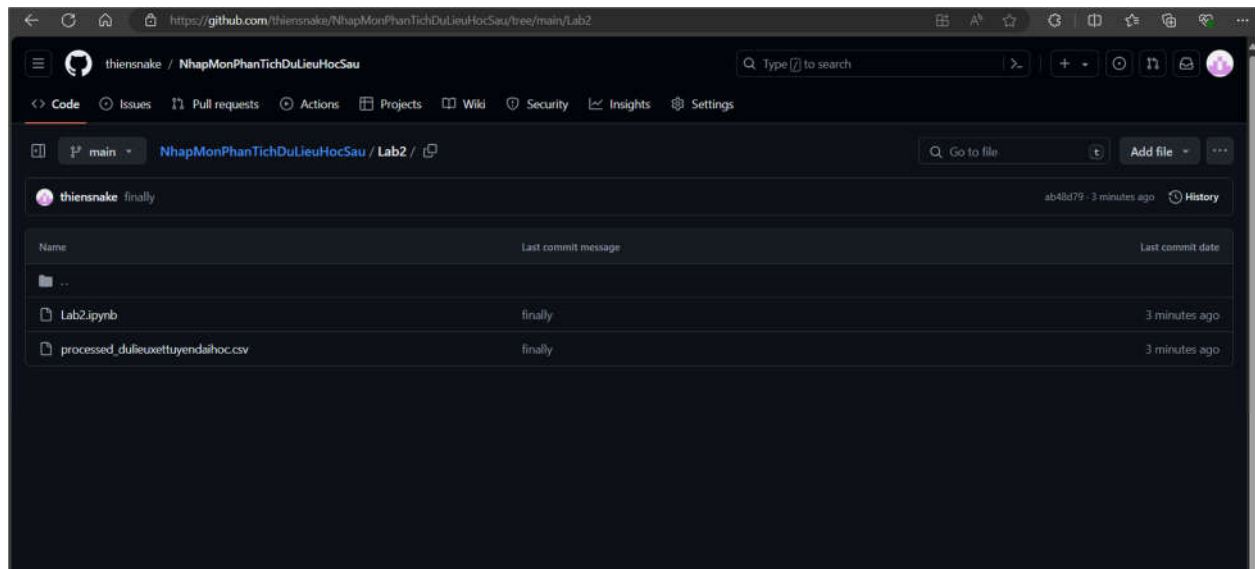 https://github.com/thiensnake/NhapMonPhanTichDuLieuHocSau/tree/main/Lab2
thiensnake / NhapMonPhanTichDuLieuHocSau
Type / to search
<> Code Issues Pull requests Actions Projects Wiki Security Insights Settings
main NhapMonPhanTichDuLieuHocSau / Lab2 / Go to file t Add file
thiensnake finally ab48d79 · 3 minutes ago History
Name Last commit message Last commit date
..
Lab2.ipynb finally 3 minutes ago
processed_dulieuxettuyendaihoc.csv finally 3 minutes ago